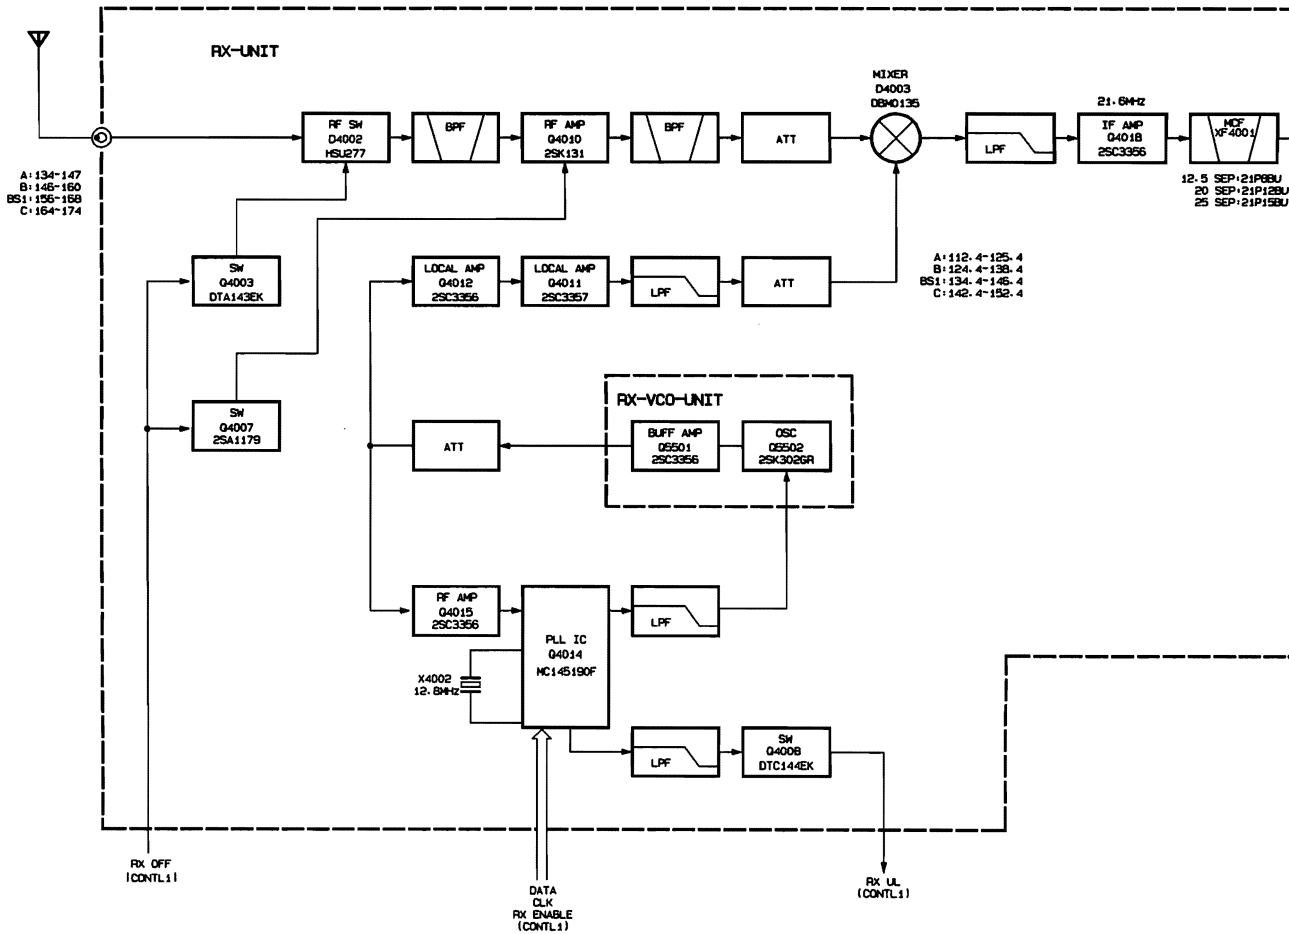 RX-UNIT
MIXER
D4003
DBM0135
21.6MHz
RF SW
D4002
HSU277
BPF
RF AMP
Q4010
2SK131
BPF
ATT
LPF
IF AMP
Q4018
2SC3356
MCF
XF4001
12.5 SEP:21P8BU
20 SEP:21P12BU
25 SEP:21P15BU
A:134-147
B:146-160
BS1:156-168
C:164-174
SW
Q4003
DTA143EK
LOCAL AMP
Q4012
2SC3356
LOCAL AMP
Q4011
2SC3357
LPF
ATT
A:112.4-125.4
B:124.4-138.4
BS1:134.4-146.4
C:142.4-152.4
RX-VCO-UNIT
SW
Q4007
2SA1179
ATT
BUFF AMP
Q5501
2SC3356
OSC
Q5502
2SK302GR
RF AMP
Q4015
2SC3356
PLL IC
Q4014
MC145190F
LPF
X4002
12.8MHz
LPF
SW
Q4008
DTC144EK
RX OFF
(CONTL1)
DATA
CLK
RX ENABLE
(CONTL1)
RX UL
(CONTL1)